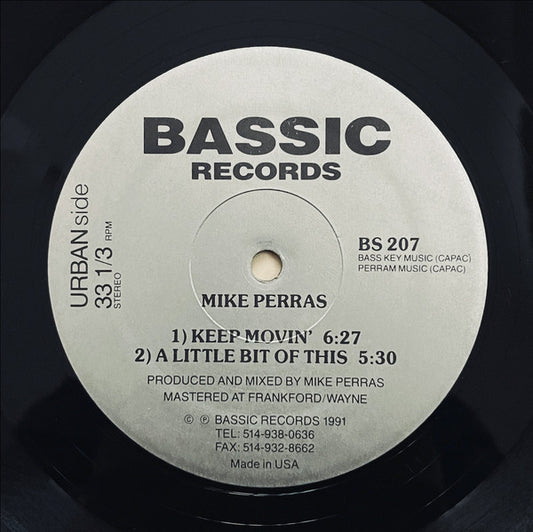 BASSIC
RECORDS
URBAN side
33 1/3 RPM
STEREO
BS 207
BASS KEY MUSIC (CAPAC)
PERRAM MUSIC (CAPAC)
MIKE PERRAS
1) KEEP MOVIN' 6:27
2) A LITTLE BIT OF THIS 5:30
PRODUCED AND MIXED BY MIKE PERRAS
MASTERED AT FRANKFORD/WAYNE
© ℗ BASSIC RECORDS 1991
TEL: 514-938-0636
FAX: 514-932-8662
Made in USA